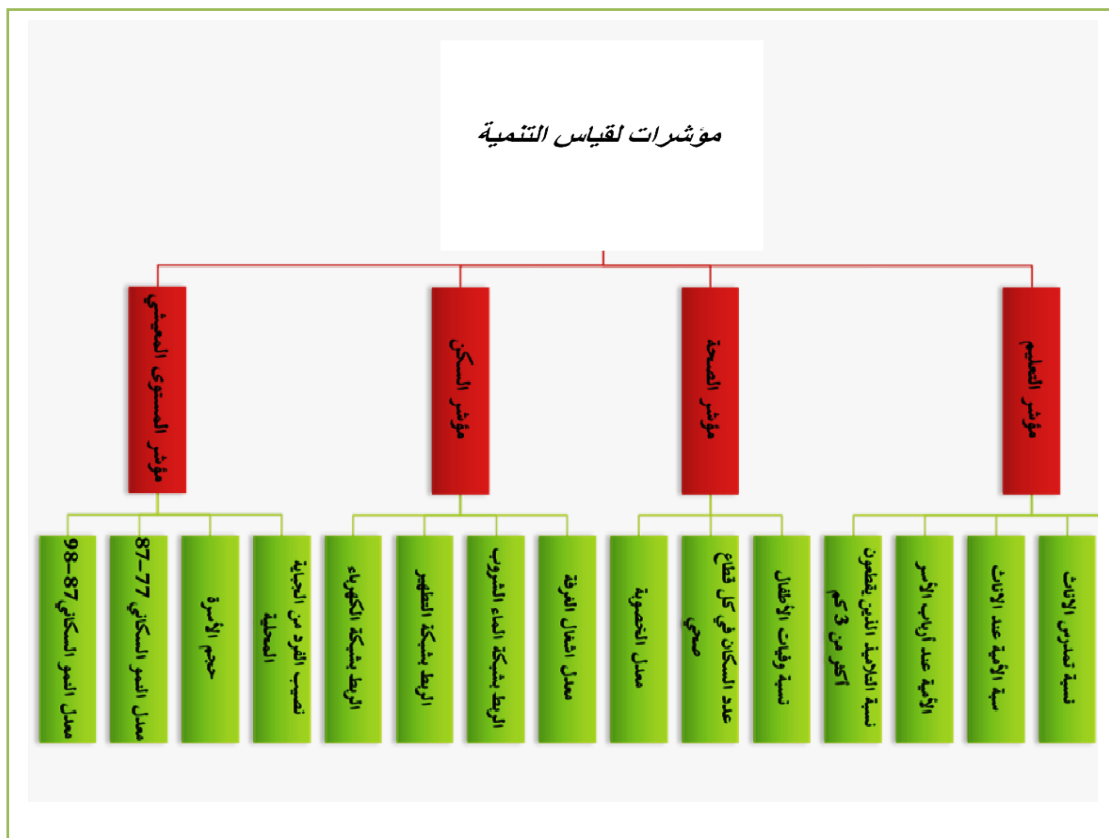 مؤشرات لقياس التنمية
مؤشر التعليم
مؤشر الصحة
مؤشر السكن
مؤشر المستوى المعيشي
نسبة تمدرس الاناث
سبة الأمية عند الاناث
الأمية عند أرباب الأسر
نسبة التلاميذ الذين يقطعون
أكثر من 3 كم
نسبة وفيات الأطفال
عدد السكان في كل قطاع
صحي
معدل الخصوبة
معدل اشغال الغرفة
الربط بشبكة الماء الشروب
الربط بشبكة التطهير
الربط بشبكة الكهرباء
نصيب الفرد من الجباية
المحلية
حجم الأسرة
معدل النمو السكاني 77–87
معدل النمو السكاني 87–98